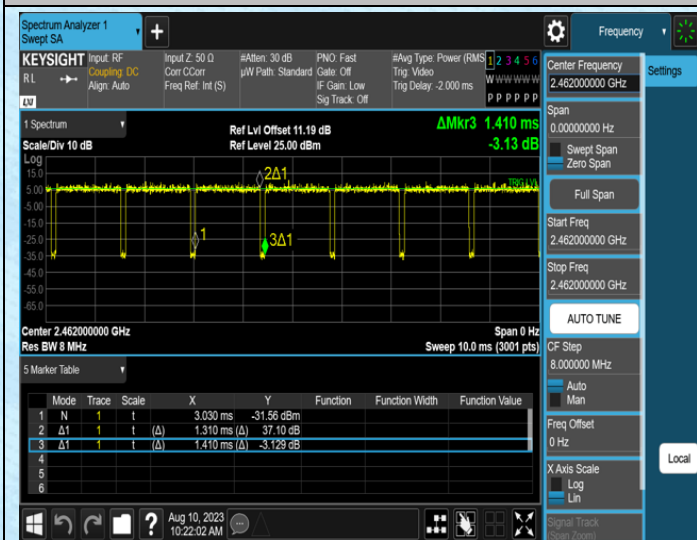 Spectrum Analyzer 1
Swept SA
Frequency
KEYSIGHT
RL
LXI
Input: RF
Coupling: DC
Align: Auto
Input Z: 50 Ω
Corr CCorr
Freq Ref: Int (S)
#Atten: 30 dB
µW Path: Standard
PNO: Fast
Gate: Off
IF Gain: Low
Sig Track: Off
#Avg Type: Power (RMS
Trig: Video
Trig Delay: -2.000 ms
1 2 3 4 5 6
W W W W W W
P P P P P P
1 Spectrum
Scale/Div 10 dB
Ref Lvl Offset 11.19 dB
Ref Level 25.00 dBm
ΔMkr3 1.410 ms
-3.13 dB
Log
15.0
5.00
-5.00
-15.0
-25.0
-35.0
-45.0
-55.0
-65.0
2Δ1
TRIG LVL
1
3Δ1
Center 2.462000000 GHz
Res BW 8 MHz
Span 0 Hz
Sweep 10.0 ms (3001 pts)
5 Marker Table
Mode Trace Scale X Y Function Function Width Function Value
1 N 1 t 3.030 ms -31.56 dBm
2 Δ1 1 t (Δ) 1.310 ms (Δ) 37.10 dB
3 Δ1 1 t (Δ) 1.410 ms (Δ) -3.129 dB
4
5
6
Aug 10, 2023
10:22:02 AM
Center Frequency
2.462000000 GHz
Settings
Span
0.00000000 Hz
Swept Span
Zero Span
Full Span
Start Freq
2.462000000 GHz
Stop Freq
2.462000000 GHz
AUTO TUNE
CF Step
8.000000 MHz
Auto
Man
Freq Offset
0 Hz
Local
X Axis Scale
Log
Lin
Signal Track
(Span Zoom)